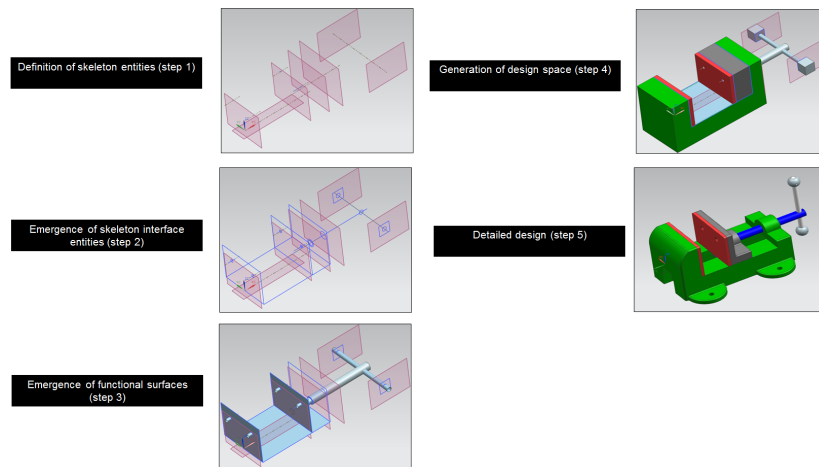 Definition of skeleton entities (step 1)
Emergence of skeleton interface
entities (step 2)
Emergence of functional surfaces
(step 3)
Generation of design space (step 4)
Detailed design (step 5)